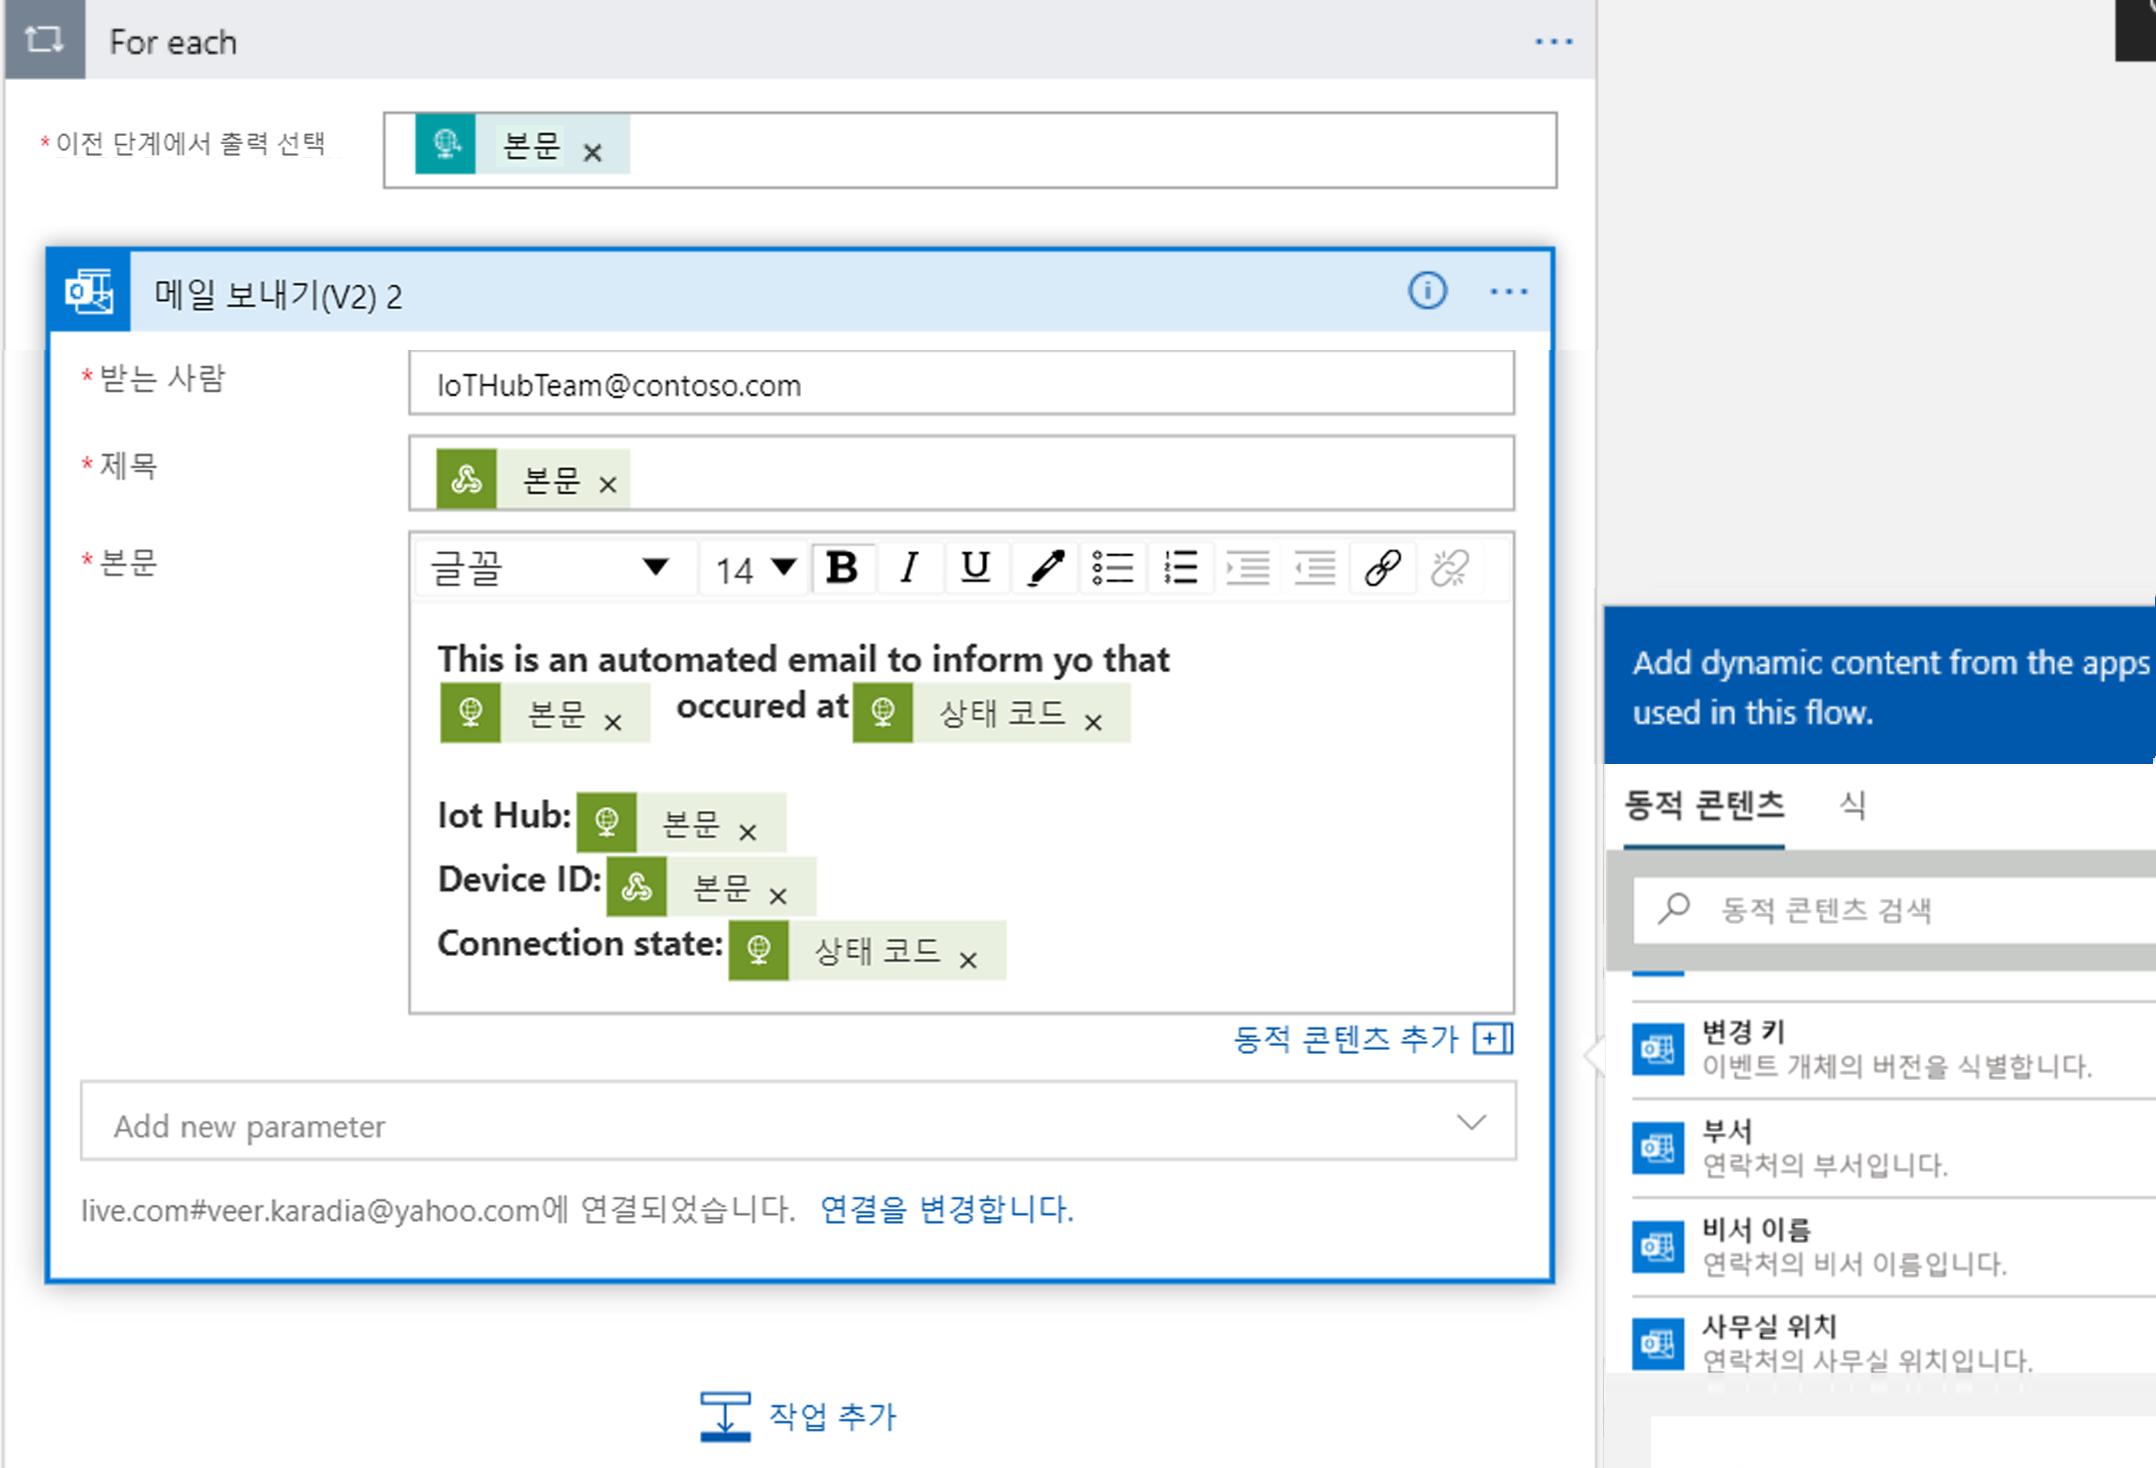 For each
* 이전 단계에서 출력 선택
본문 ×
메일 보내기(V2) 2
* 받는 사람
IoTHubTeam@contoso.com
* 제목
본문 ×
* 본문
글꼴 14 B I U
This is an automated email to inform yo that
본문 × occured at 상태 코드 ×
Iot Hub: 본문 ×
Device ID: 본문 ×
Connection state: 상태 코드 ×
동적 콘텐츠 추가
Add new parameter
live.com#veer.karadia@yahoo.com에 연결되었습니다. 연결을 변경합니다.
작업 추가
Add dynamic content from the apps
used in this flow.
동적 콘텐츠 식
동적 콘텐츠 검색
변경 키
이벤트 개체의 버전을 식별합니다.
부서
연락처의 부서입니다.
비서 이름
연락처의 비서 이름입니다.
사무실 위치
연락처의 사무실 위치입니다.